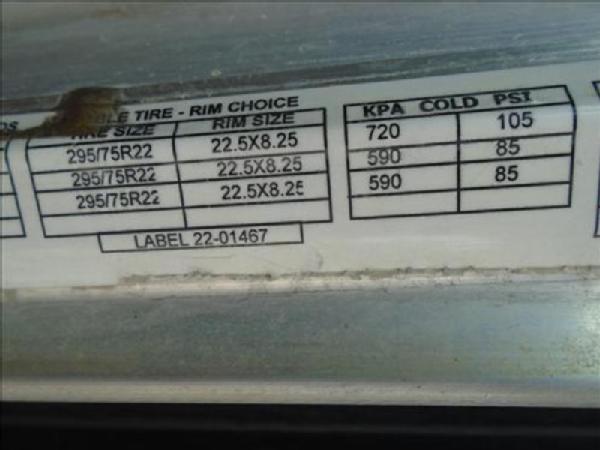 TIRE - RIM CHOICE KPA COLD PSI
TIRE SIZE RIM SIZE 720 105
295/75R22 22.5X8.25 590 85
295/75R22 22.5X8.25 590 85
295/75R22 22.5X8.25
LABEL 22-01467